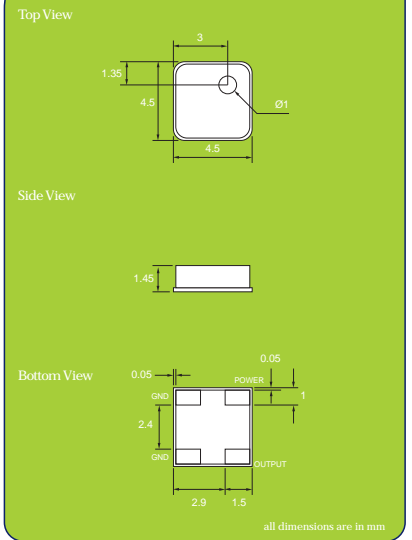 Top View
3
1.35
4.5
Ø1
4.5
Side View
1.45
Bottom View
0.05
0.05
POWER
GND
1
2.4
GND
OUTPUT
2.9
1.5
all dimensions are in mm